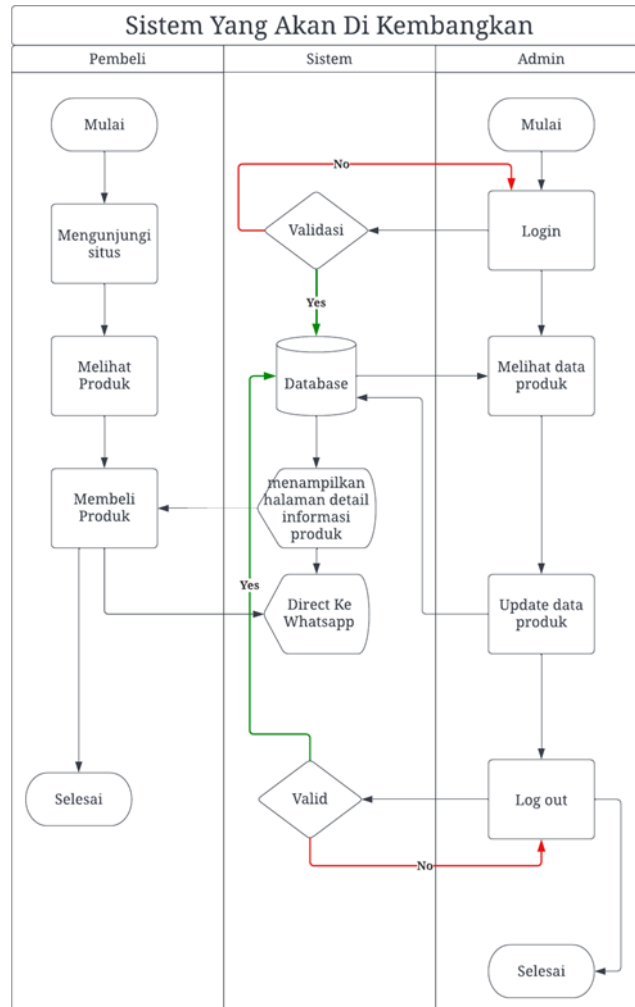 Sistem Yang Akan Di Kembangkan
Pembeli
Sistem
Admin
Mulai
Mulai
No
Mengunjungi
situs
Validasi
Login
Yes
Melihat
Produk
Database
Melihat data
produk
Membeli
Produk
menampilkan
halaman detail
informasi
produk
Yes
Direct Ke
Whatsapp
Update data
produk
Selesai
Valid
Log out
No
Selesai